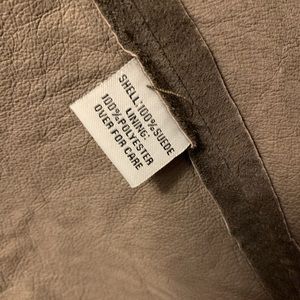 SHELL:100%SUEDE
LINING:
100%POLYESTER
OVER FOR CARE